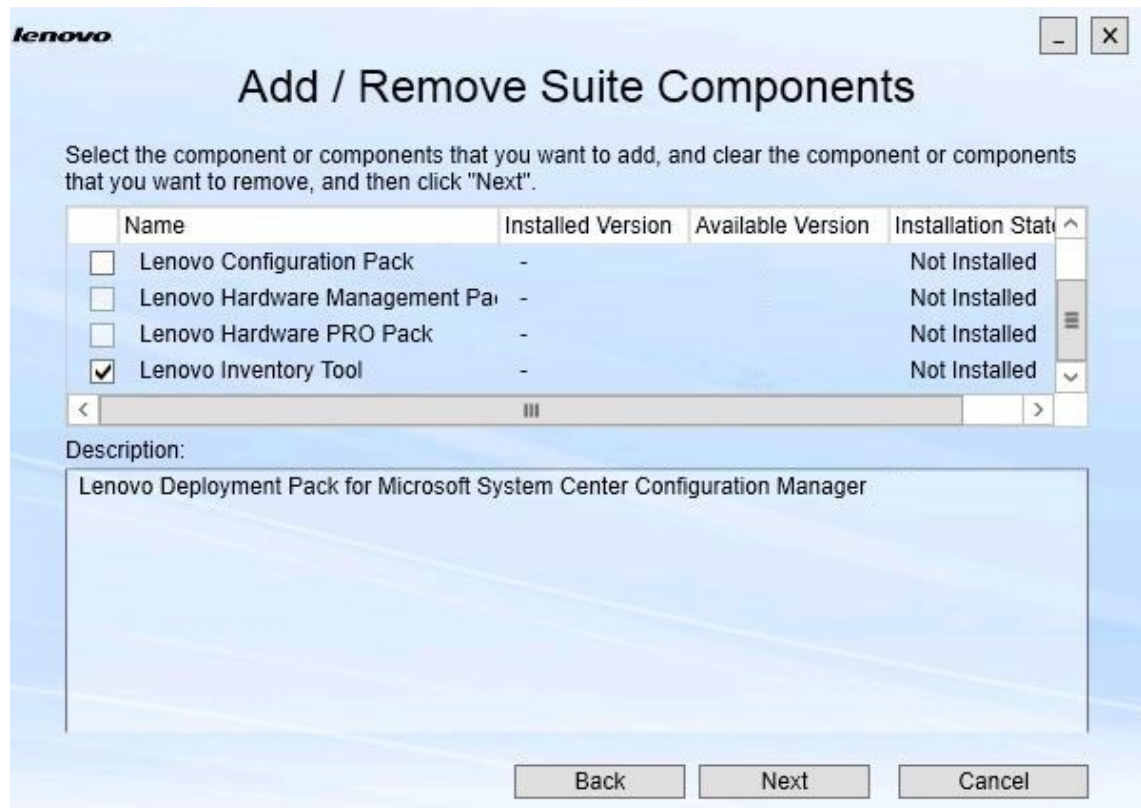 lenovo
Add / Remove Suite Components
Select the component or components that you want to add, and clear the component or components
that you want to remove, and then click "Next".
Name Installed Version Available Version Installation State
Lenovo Configuration Pack - Not Installed
Lenovo Hardware Management Pa - Not Installed
Lenovo Hardware PRO Pack - Not Installed
Lenovo Inventory Tool - Not Installed
Description:
Lenovo Deployment Pack for Microsoft System Center Configuration Manager
Back Next Cancel